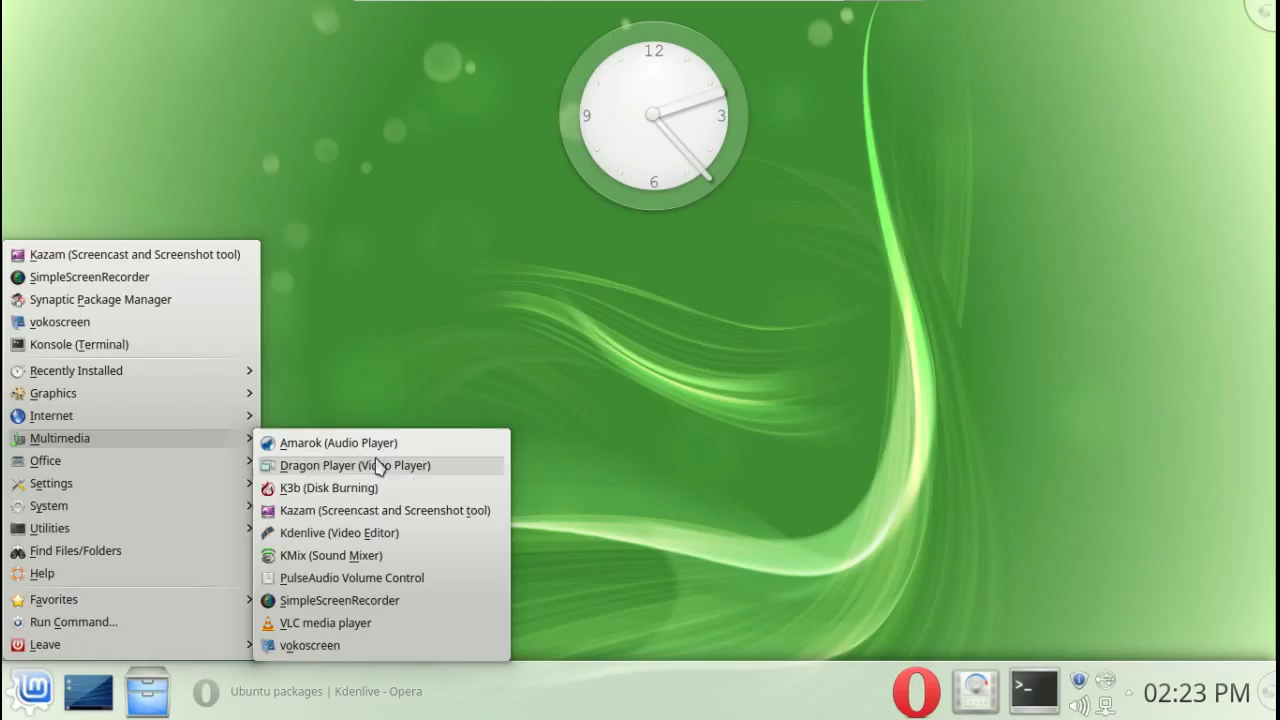 12
9
3
6
Kazam (Screencast and Screenshot tool)
SimpleScreenRecorder
Synaptic Package Manager
vokoscreen
Konsole (Terminal)
Recently Installed
Graphics
Internet
Multimedia
Office
Settings
System
Utilities
Find Files/Folders
Help
Favorites
Run Command...
Leave
Amarok (Audio Player)
Dragon Player (Video Player)
K3b (Disk Burning)
Kazam (Screencast and Screenshot tool)
Kdenlive (Video Editor)
KMix (Sound Mixer)
PulseAudio Volume Control
SimpleScreenRecorder
VLC media player
vokoscreen
Ubuntu packages | Kdenlive - Opera
02:23 PM